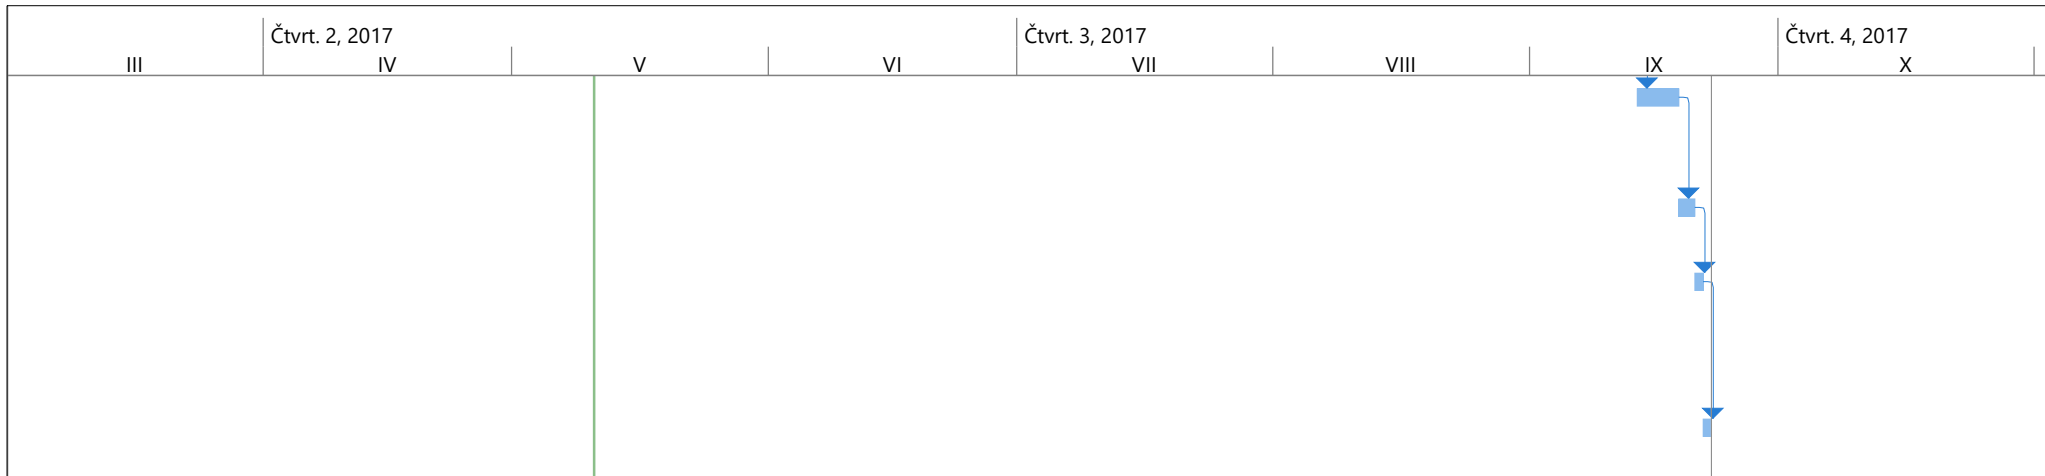 Čtvrt. 2, 2017 Čtvrt. 3, 2017 Čtvrt. 4, 2017
III IV V VI VII VIII IX X